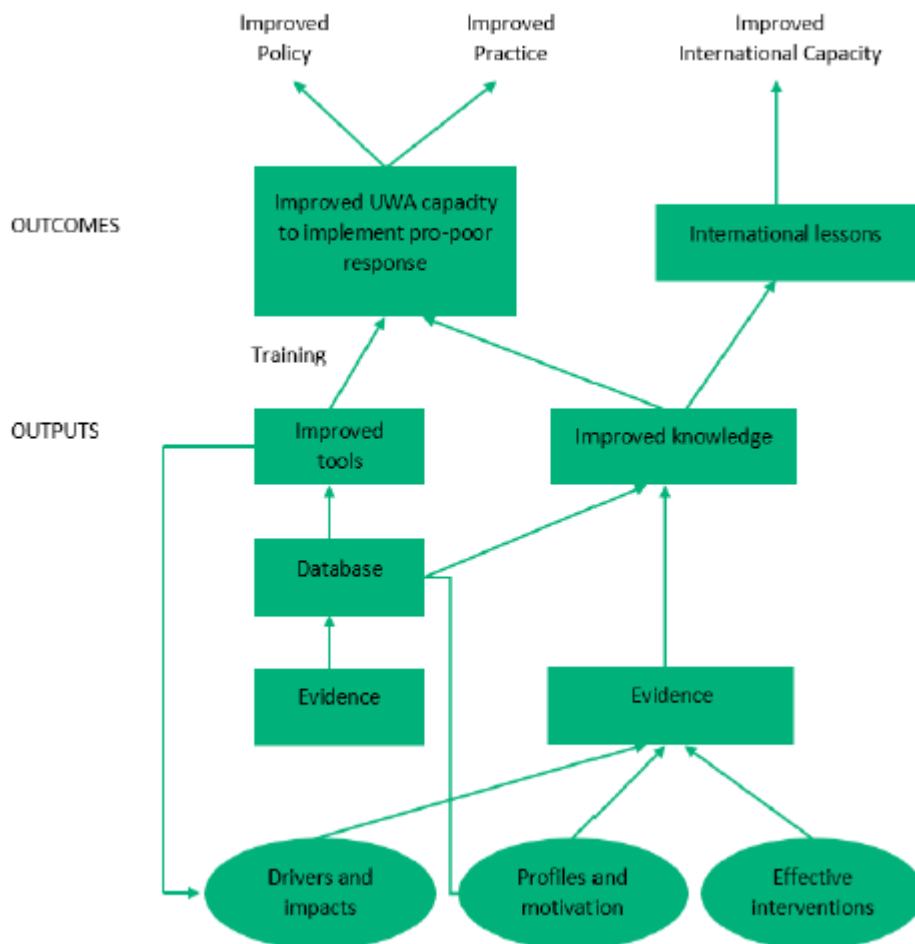 Improved
Policy
Improved
Practice
Improved
International Capacity
OUTCOMES
Improved UWA capacity
to implement pro-poor
response
International lessons
Training
OUTPUTS
Improved
tools
Improved knowledge
Database
Evidence
Evidence
Drivers and
impacts
Profiles and
motivation
Effective
interventions